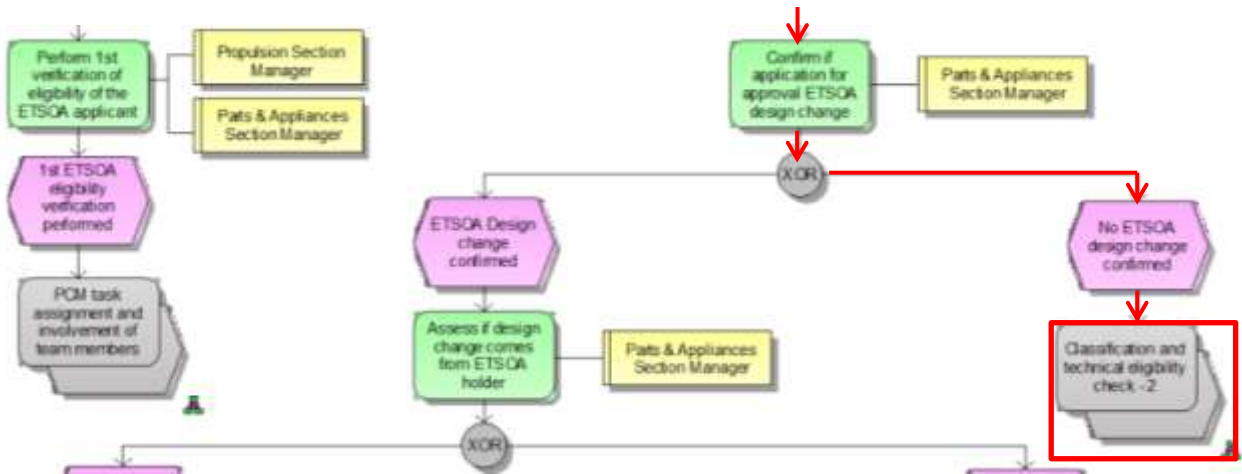 Perform 1st
verification of
eligibility of the
ETSOA applicant
Propulsion Section
Manager
Parts & Appliances
Section Manager
1st ETSOA
eligibility
verification
performed
PCM task
assignment and
involvement of
team members
Confirm if
application for
approval ETSOA
design change
Parts & Appliances
Section Manager
XOR
ETSOA Design
change
confirmed
No ETSOA
design change
confirmed
Assess if design
change comes
from ETSOA
holder
Parts & Appliances
Section Manager
Classification and
technical eligibility
check - 2
XOR